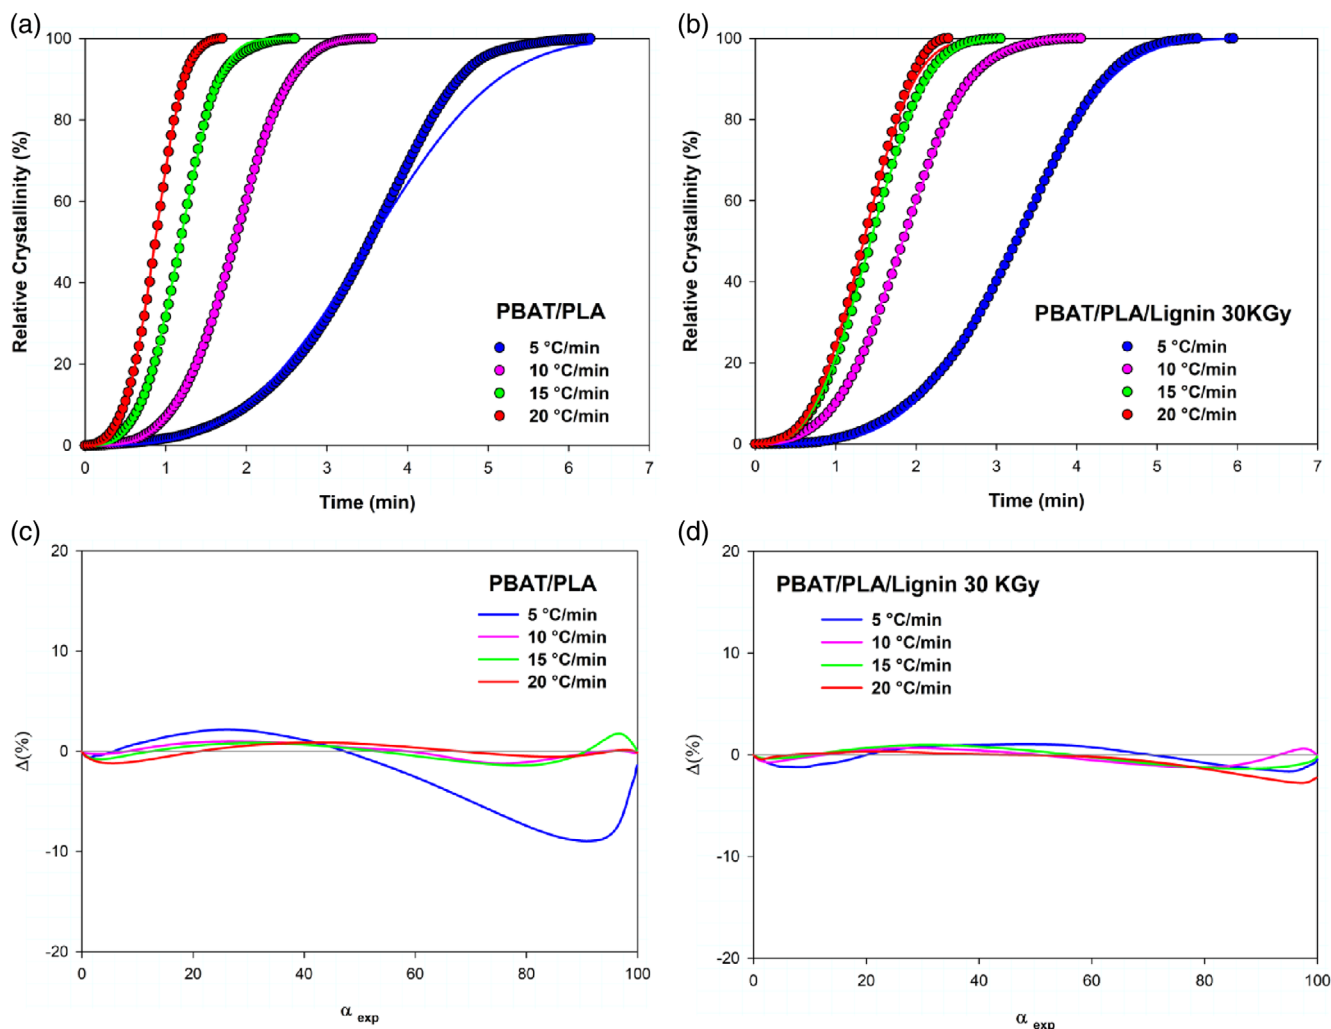 (a)
Relative Crystallinity (%)
100
80
60
40
20
0
PBAT/PLA
5 °C/min
10 °C/min
15 °C/min
20 °C/min
0 1 2 3 4 5 6 7
Time (min)
(b)
Relative Crystallinity (%)
100
80
60
40
20
0
PBAT/PLA/Lignin 30KGy
5 °C/min
10 °C/min
15 °C/min
20 °C/min
0 1 2 3 4 5 6 7
Time (min)
(c)
Δ(%)
20
10
0
-10
-20
PBAT/PLA
5 °C/min
10 °C/min
15 °C/min
20 °C/min
0 20 40 60 80 100
α exp
(d)
Δ(%)
20
10
0
-10
-20
PBAT/PLA/Lignin 30 KGy
5 °C/min
10 °C/min
15 °C/min
20 °C/min
0 20 40 60 80 100
α exp